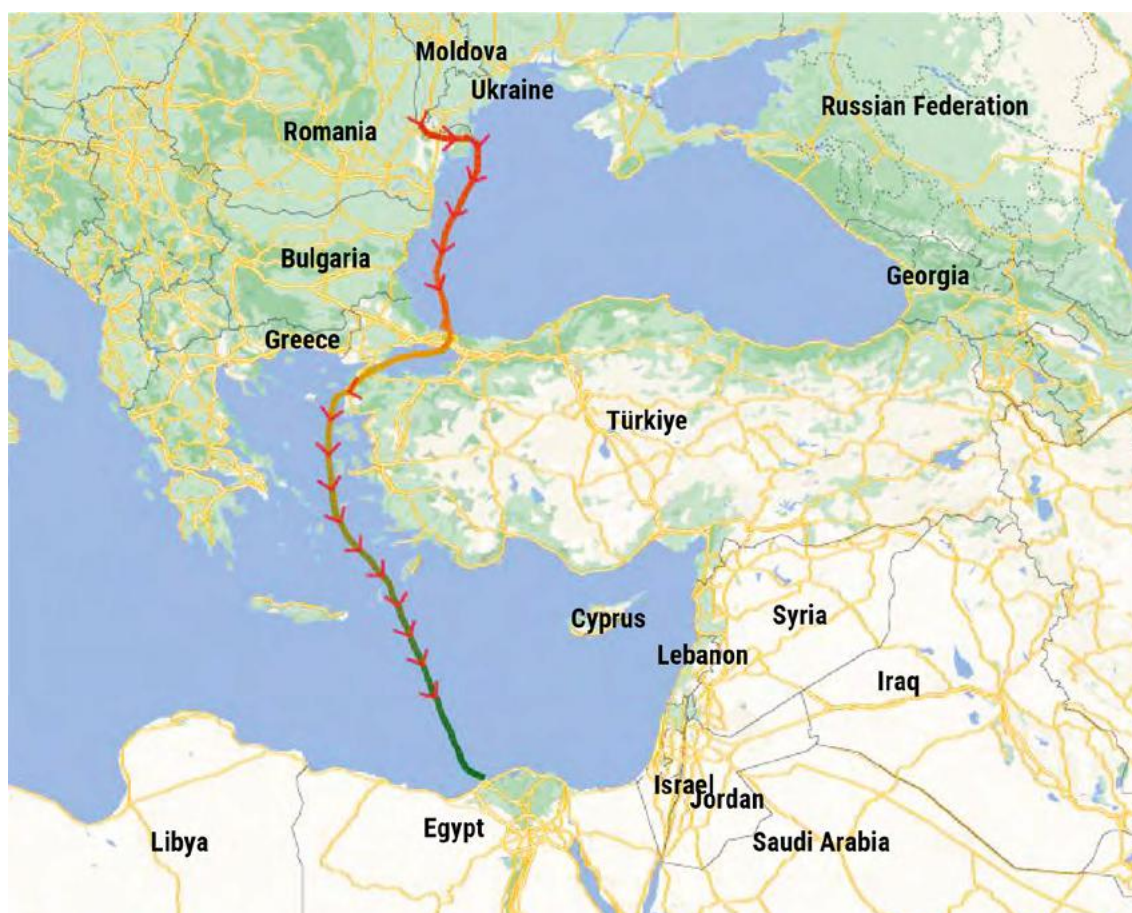 Moldova
Ukraine
Russian Federation
Romania
Bulgaria
Georgia
Greece
Türkiye
Cyprus
Syria
Lebanon
Iraq
Israel
Jordan
Egypt
Libya
Saudi Arabia